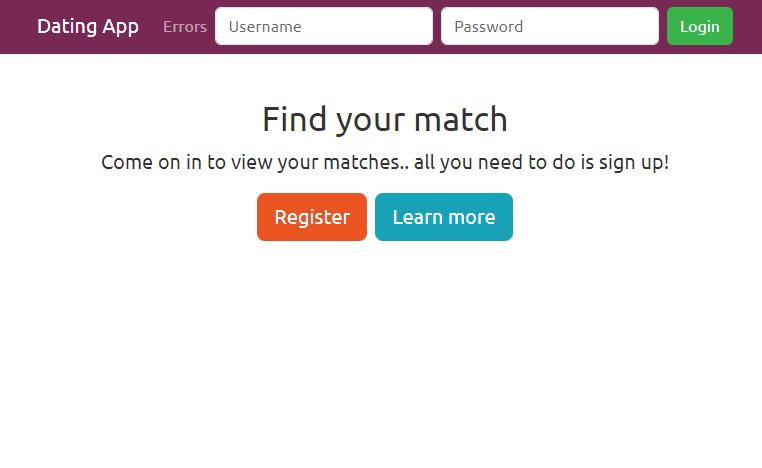 Dating App Errors Username Password Login
Find your match
Come on in to view your matches.. all you need to do is sign up!
Register Learn more